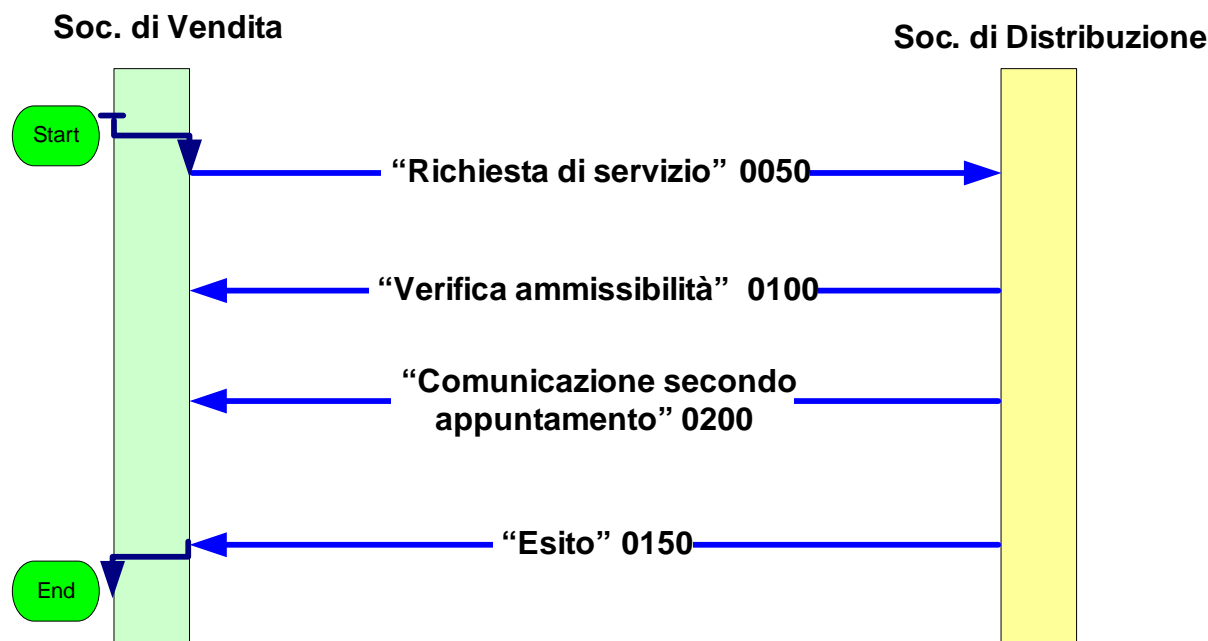 Soc. di Vendita
Soc. di Distribuzione
Start
“Richiesta di servizio” 0050
“Verifica ammissibilità” 0100
“Comunicazione secondo
appuntamento” 0200
“Esito” 0150
End